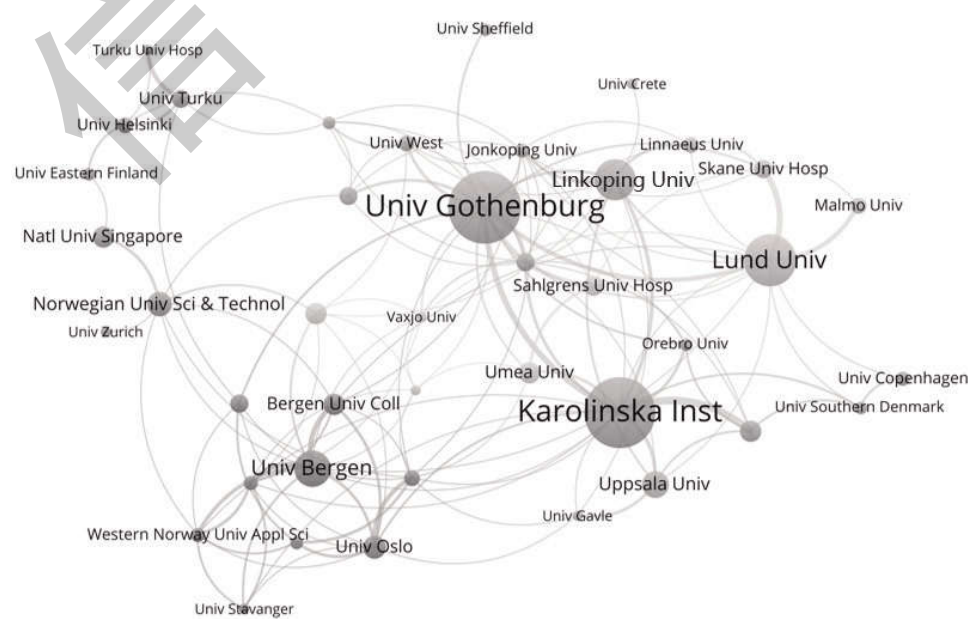 信
Univ Sheffield
Turku Univ Hosp
Univ Crete
Univ Turku
Univ Helsinki
Univ West
Jonkoping Univ
Linnaeus Univ
Skane Univ Hosp
Univ Eastern Finland
Linkoping Univ
Univ Gothenburg
Malmo Univ
Natl Univ Singapore
Lund Univ
Sahlgrens Univ Hosp
Norwegian Univ Sci & Technol
Vaxjo Univ
Univ Zurich
Orebro Univ
Umea Univ
Univ Copenhagen
Bergen Univ Coll
Karolinska Inst
Univ Southern Denmark
Univ Bergen
Uppsala Univ
Univ Gavle
Western Norway Univ Appl Sci
Univ Oslo
Univ Stavanger